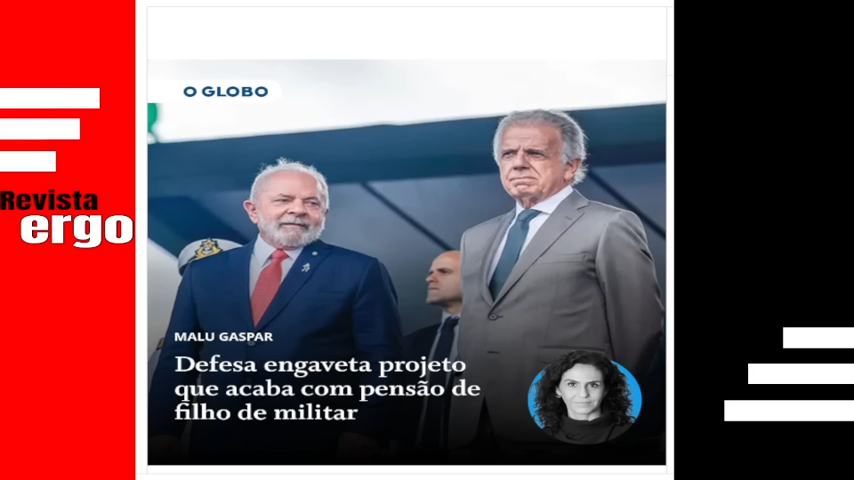 O GLOBO
Revista
ergo
MALU GASPAR
Defesa engaveta projeto
que acaba com pensão de
filho de militar